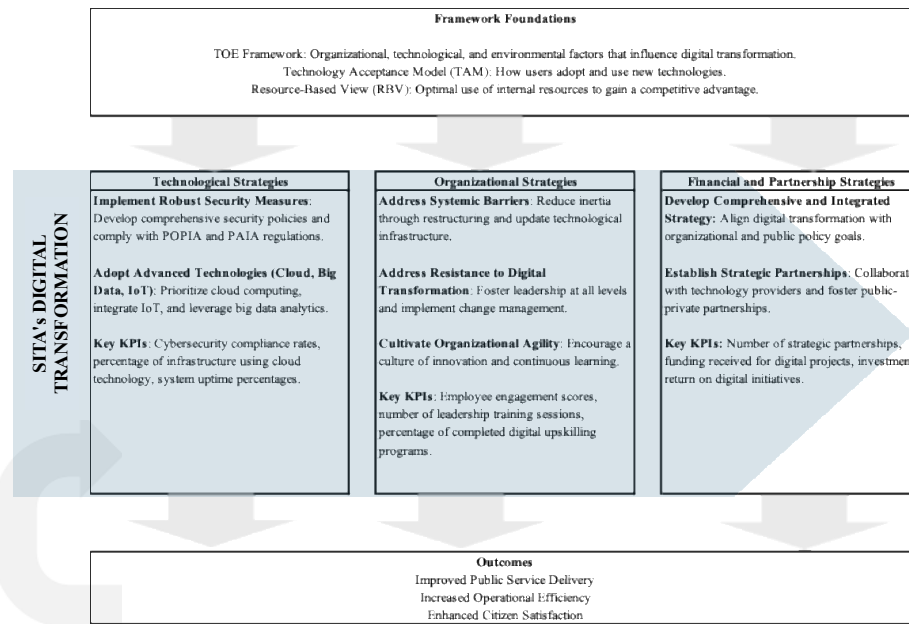 Framework Foundations
TOE Framework: Organizational, technological, and environmental factors that influence digital transformation.
Technology Acceptance Model (TAM): How users adopt and use new technologies.
Resource-Based View (RBV): Optimal use of internal resources to gain a competitive advantage.
SITA's DIGITAL
TRANSFORMATION
Technological Strategies
Implement Robust Security Measures:
Develop comprehensive security policies and
comply with POPIA and PAIA regulations.
Adopt Advanced Technologies (Cloud, Big
Data, IoT): Prioritize cloud computing,
integrate IoT, and leverage big data analytics.
Key KPIs: Cybersecurity compliance rates,
percentage of infrastructure using cloud
technology, system uptime percentages.
Organizational Strategies
Address Systemic Barriers: Reduce inertia
through restructuring and update technological
infrastructure.
Address Resistance to Digital
Transformation: Foster leadership at all levels
and implement change management.
Cultivate Organizational Agility: Encourage a
culture of innovation and continuous learning.
Key KPIs: Employee engagement scores,
number of leadership training sessions,
percentage of completed digital upskilling
programs.
Financial and Partnership Strategies
Develop Comprehensive and Integrated
Strategy: Align digital transformation with
organizational and public policy goals.
Establish Strategic Partnerships: Collaborat
with technology providers and foster public-
private partnerships.
Key KPIs: Number of strategic partnerships,
funding received for digital projects, investmen
return on digital initiatives.
Outcomes
Improved Public Service Delivery
Increased Operational Efficiency
Enhanced Citizen Satisfaction